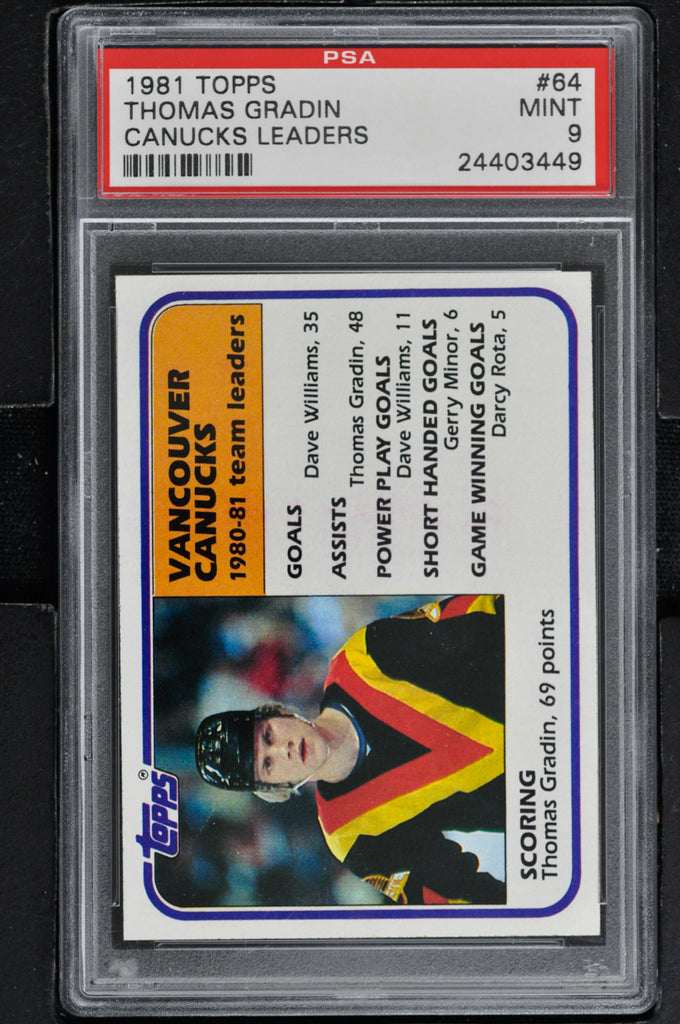 PSA
1981 TOPPS #64
THOMAS GRADIN MINT
CANUCKS LEADERS 9
24403449
VANCOUVER
CANUCKS
1980-81 team leaders
GOALS
Dave Williams, 35
ASSISTS
Thomas Gradin, 48
POWER PLAY GOALS
Dave Williams, 11
SHORT HANDED GOALS
Gerry Minor, 6
GAME WINNING GOALS
Darcy Rota, 5
topps®
SCORING
Thomas Gradin, 69 points